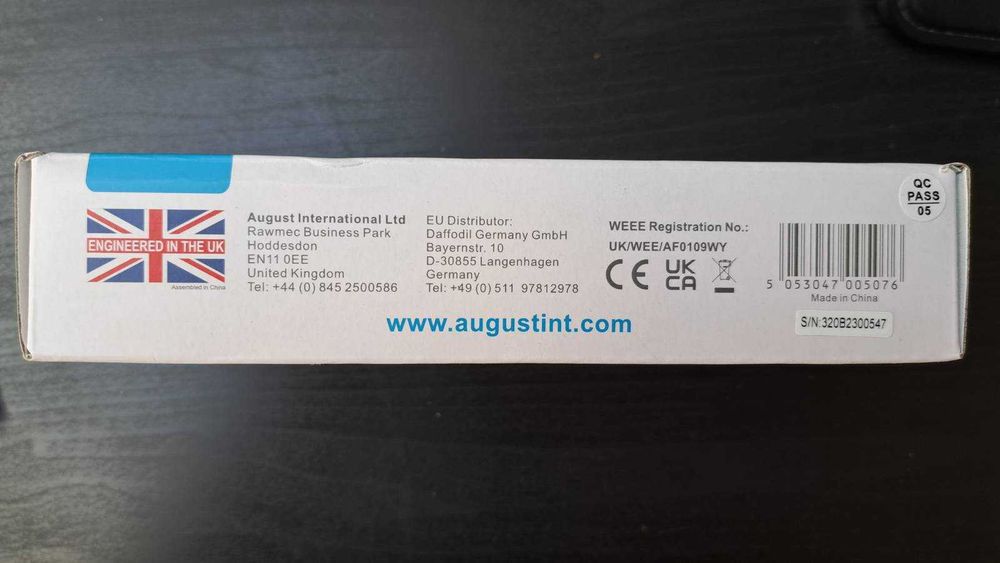 ENGINEERED IN THE UK
Assembled in China
August International Ltd
Rawmec Business Park
Hoddesdon
EN11 0EE
United Kingdom
Tel: +44 (0) 845 2500586
EU Distributor:
Daffodil Germany GmbH
Bayernstr. 10
D-30855 Langenhagen
Germany
Tel: +49 (0) 511 97812978
WEEE Registration No.:
UK/WEE/AF0109WY
CE
UK
CA
QC
PASS
05
5 053047 005076
Made in China
S/N:320B2300547
www.augustint.com